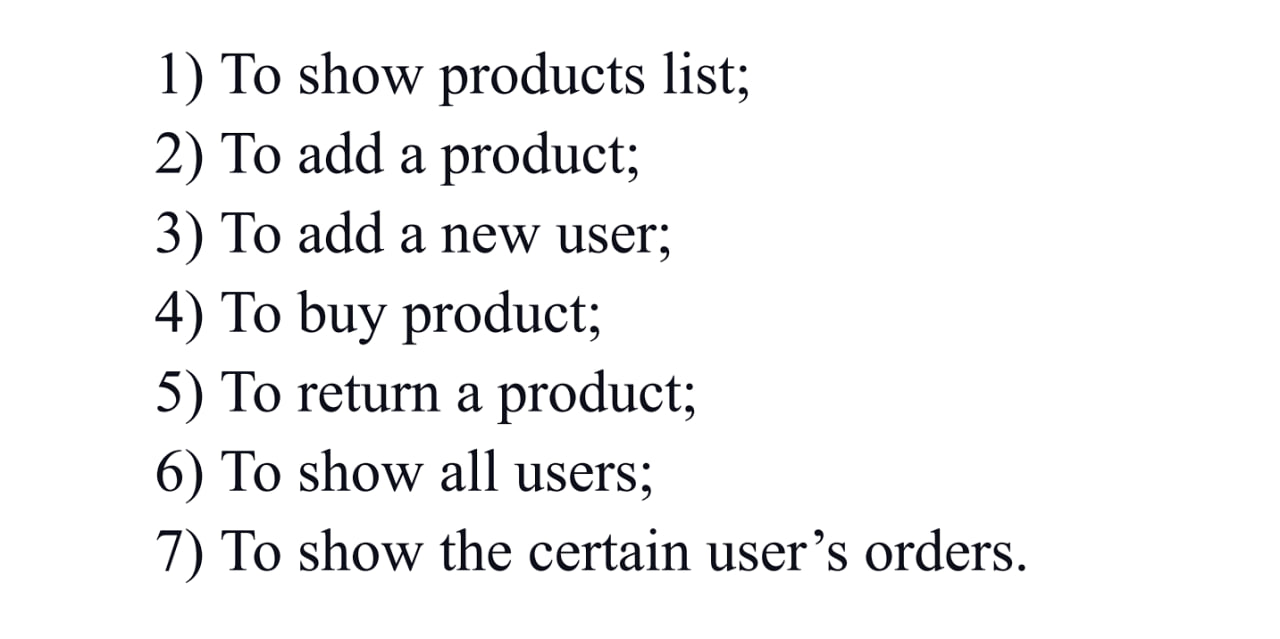 1) To show products list;
2) To add a product;
3) To add a new user;
4) To buy product;
5) To return a product;
6) To show all users;
7) To show the certain user’s orders.